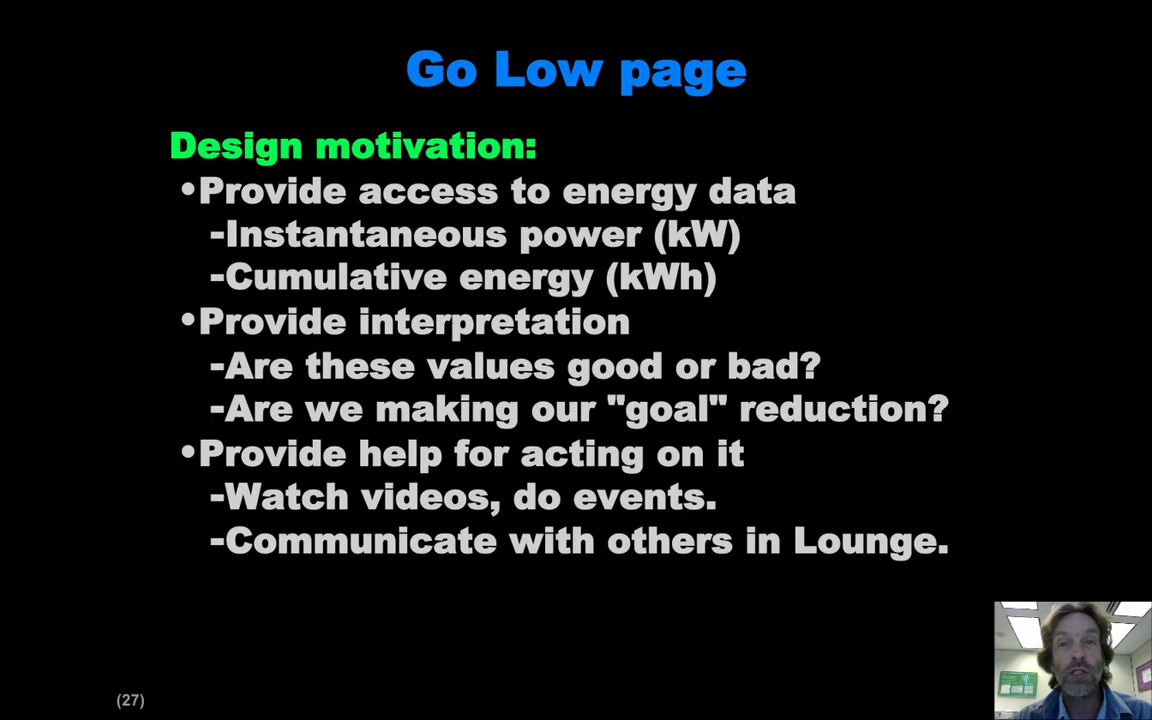 Go Low page
Design motivation:
•Provide access to energy data
-Instantaneous power (kW)
-Cumulative energy (kWh)
•Provide interpretation
-Are these values good or bad?
-Are we making our "goal" reduction?
•Provide help for acting on it
-Watch videos, do events.
-Communicate with others in Lounge.
(27)